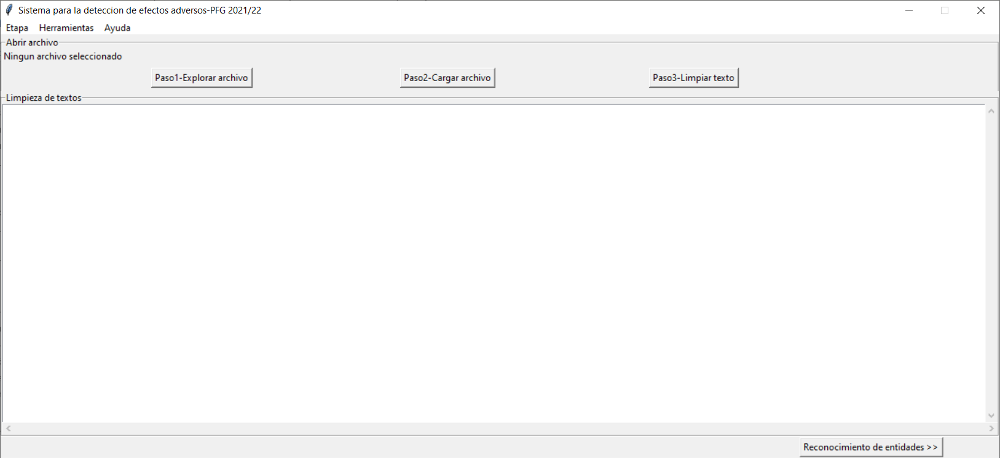 Sistema para la deteccion de efectos adversos-PFG 2021/22
Etapa Herramientas Ayuda
Abrir archivo
Ningun archivo seleccionado
Paso1-Explorar archivo Paso2-Cargar archivo Paso3-Limpiar texto
Limpieza de textos
Reconocimiento de entidades >>